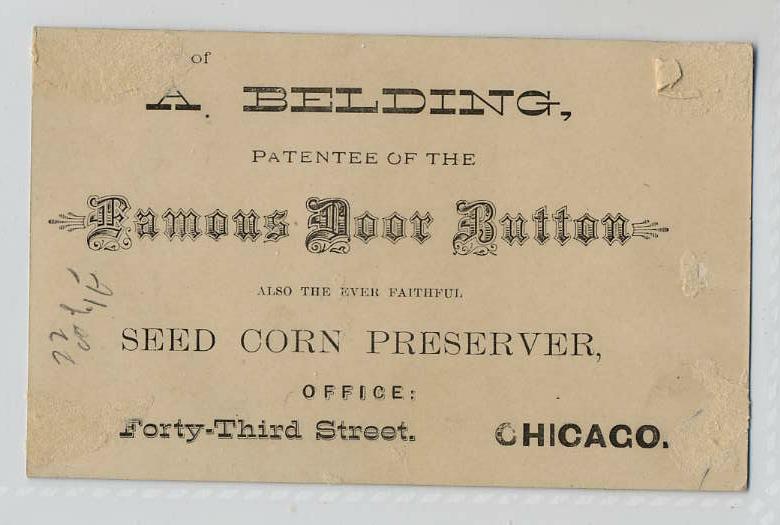 of
A. BELDING,
PATENTEE OF THE
Famous Door Button
ALSO THE EVER FAITHFUL
SEED CORN PRESERVER,
OFFICE:
Forty-Third Street. CHICAGO.